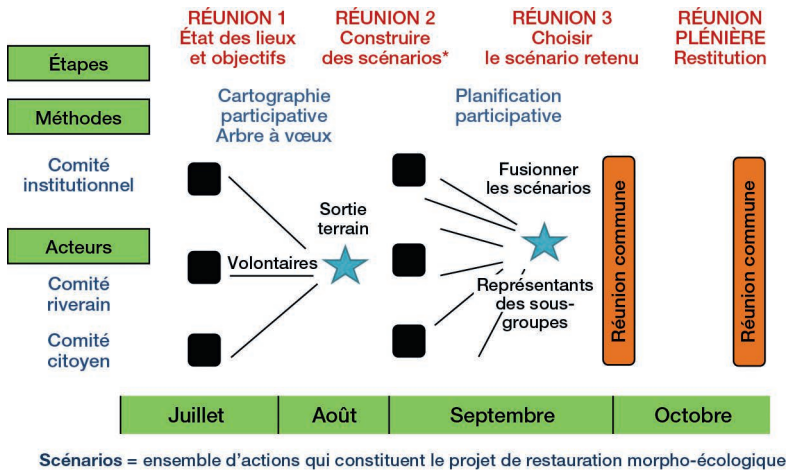 RÉUNION 1
État des lieux
et objectifs
RÉUNION 2
Construire
des scénarios*
RÉUNION 3
Choisir
le scénario retenu
RÉUNION
PLÉNIÈRE
Restitution
Étapes
Méthodes
Cartographie
participative
Arbre à vœux
Planification
participative
Comité
institutionnel
Acteurs
Comité
riverain
Comité
citoyen
Volontaires
Sortie
terrain
Fusionner
les scénarios
Représentants
des sous-
groupes
Réunion commune
Réunion commune
Juillet
Août
Septembre
Octobre
Scénarios = ensemble d'actions qui constituent le projet de restauration morpho-écologique